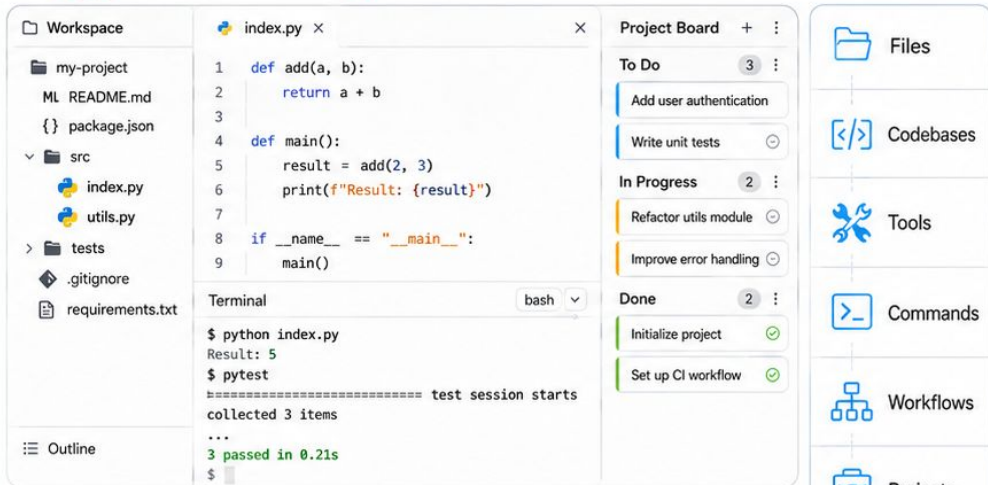 Workspace
my-project
README.md
package.json
src
index.py
utils.py
tests
.gitignore
requirements.txt
Outline
index.py
1 def add(a, b):
2 return a + b
3
4 def main():
5 result = add(2, 3)
6 print(f"Result: {result}")
7
8 if __name__ == "__main__":
9 main()
Terminal
bash
$ python index.py
Result: 5
$ pytest
============================ test session starts
collected 3 items
...
3 passed in 0.21s
$
Project Board
To Do 3
Add user authentication
Write unit tests
In Progress 2
Refactor utils module
Improve error handling
Done 2
Initialize project
Set up CI workflow
Files
Codebases
Tools
Commands
Workflows